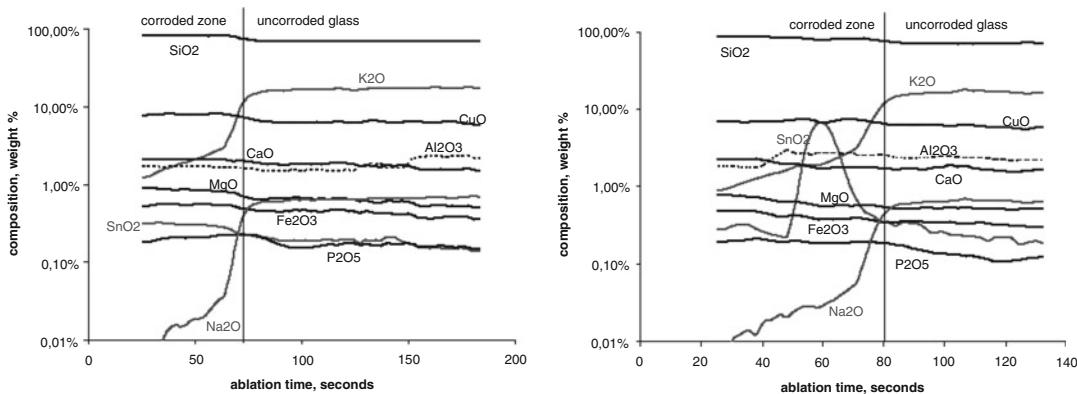 corroded zone uncorroded glass
100,00%
SiO2
K2O
10,00%
CuO
CaO
Al2O3
1,00%
MgO
Fe2O3
SnO2
0,10%
P2O5
Na2O
0,01%
0 50 100 150 200
ablation time, seconds
composition, weight %
corroded zone uncorroded glass
100,00%
SiO2
K2O
10,00%
CuO
SnO2
Al2O3
CaO
1,00%
MgO
Fe2O3
0,10%
P2O5
Na2O
0,01%
0 20 40 60 80 100 120 140
ablation time, seconds
composition, weight %